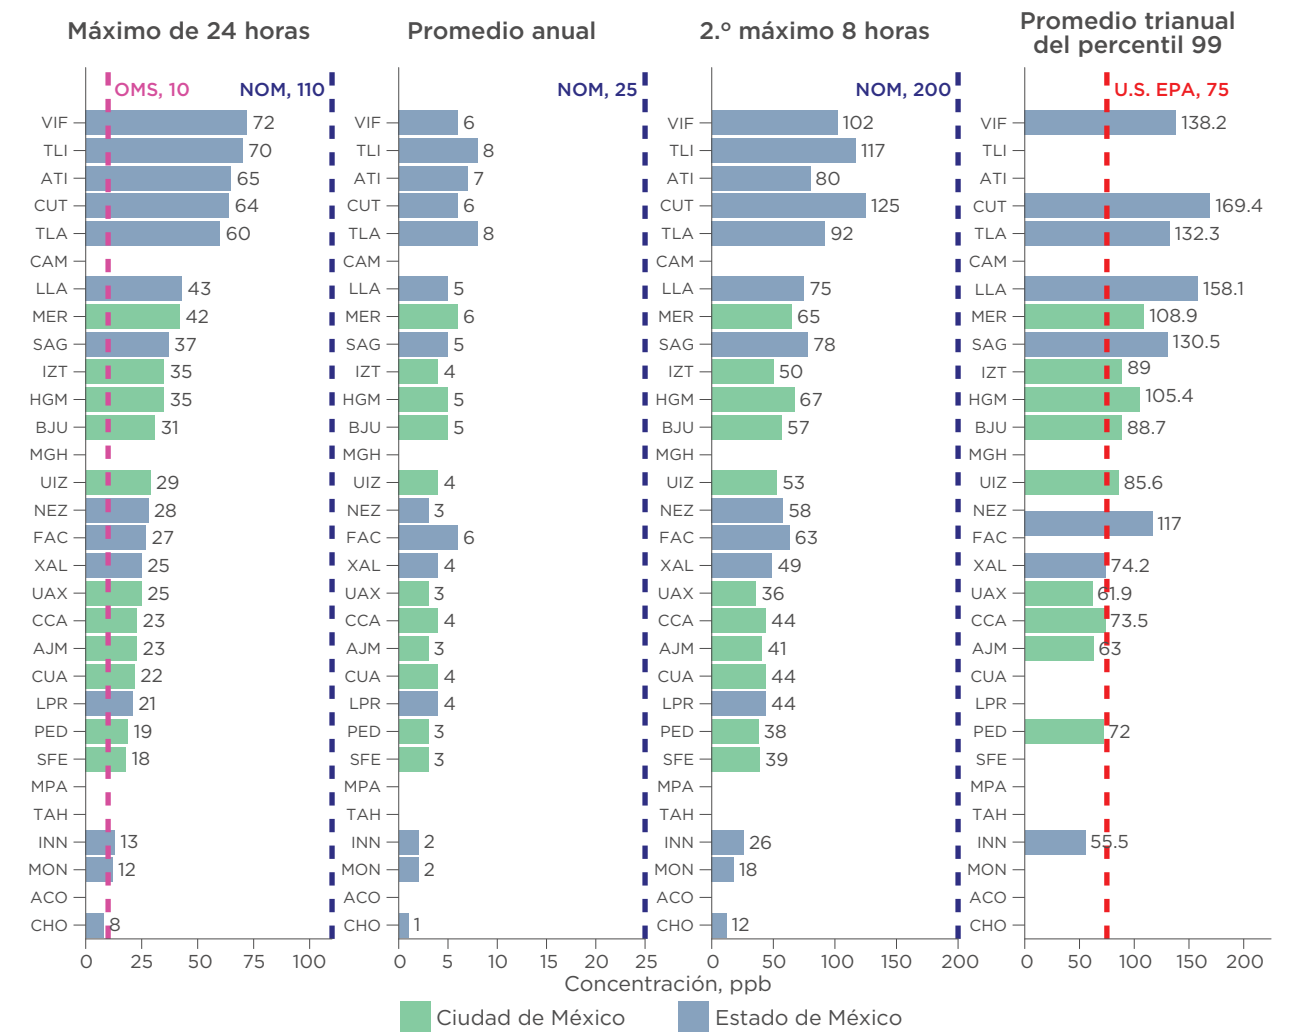 Máximo de 24 horas
Promedio anual
2.º máximo 8 horas
Promedio trianual
del percentil 99
OMS, 10
NOM, 110
NOM, 25
NOM, 200
U.S. EPA, 75
VIF 72 VIF 6 VIF 102 VIF 138.2
TLI 70 TLI 8 TLI 117 TLI
ATI 65 ATI 7 ATI 80 ATI
CUT 64 CUT 6 CUT 125 CUT 169.4
TLA 60 TLA 8 TLA 92 TLA 132.3
CAM CAM CAM CAM
LLA 43 LLA 5 LLA 75 LLA 158.1
MER 42 MER 6 MER 65 MER 108.9
SAG 37 SAG 5 SAG 78 SAG 130.5
IZT 35 IZT 4 IZT 50 IZT 89
HGM 35 HGM 5 HGM 67 HGM 105.4
BJU 31 BJU 5 BJU 57 BJU 88.7
MGH MGH MGH MGH
UIZ 29 UIZ 4 UIZ 53 UIZ 85.6
NEZ 28 NEZ 3 NEZ 58 NEZ
117
FAC 27 FAC 6 FAC 63 FAC
XAL 25 XAL 4 XAL 49 XAL 74.2
UAX 25 UAX 3 UAX 36 UAX 61.9
CCA 23 CCA 4 CCA 44 CCA 73.5
AJM 23 AJM 3 AJM 41 AJM 63
CUA 22 CUA 4 CUA 44 CUA
LPR 21 LPR 4 LPR 44 LPR
PED 19 PED 3 PED 38 PED 72
SFE 18 SFE 3 SFE 39 SFE
MPA MPA MPA MPA
TAH TAH TAH TAH
INN 13 INN 2 INN 26 INN 55.5
MON 12 MON 2 MON 18 MON
ACO ACO ACO ACO
CHO 8 CHO 1 CHO 12 CHO
0 25 50 75 100 0 5 10 15 20 25 0 50 100 150 200 0 50 100 150 200
Concentración, ppb
Ciudad de México
Estado de México